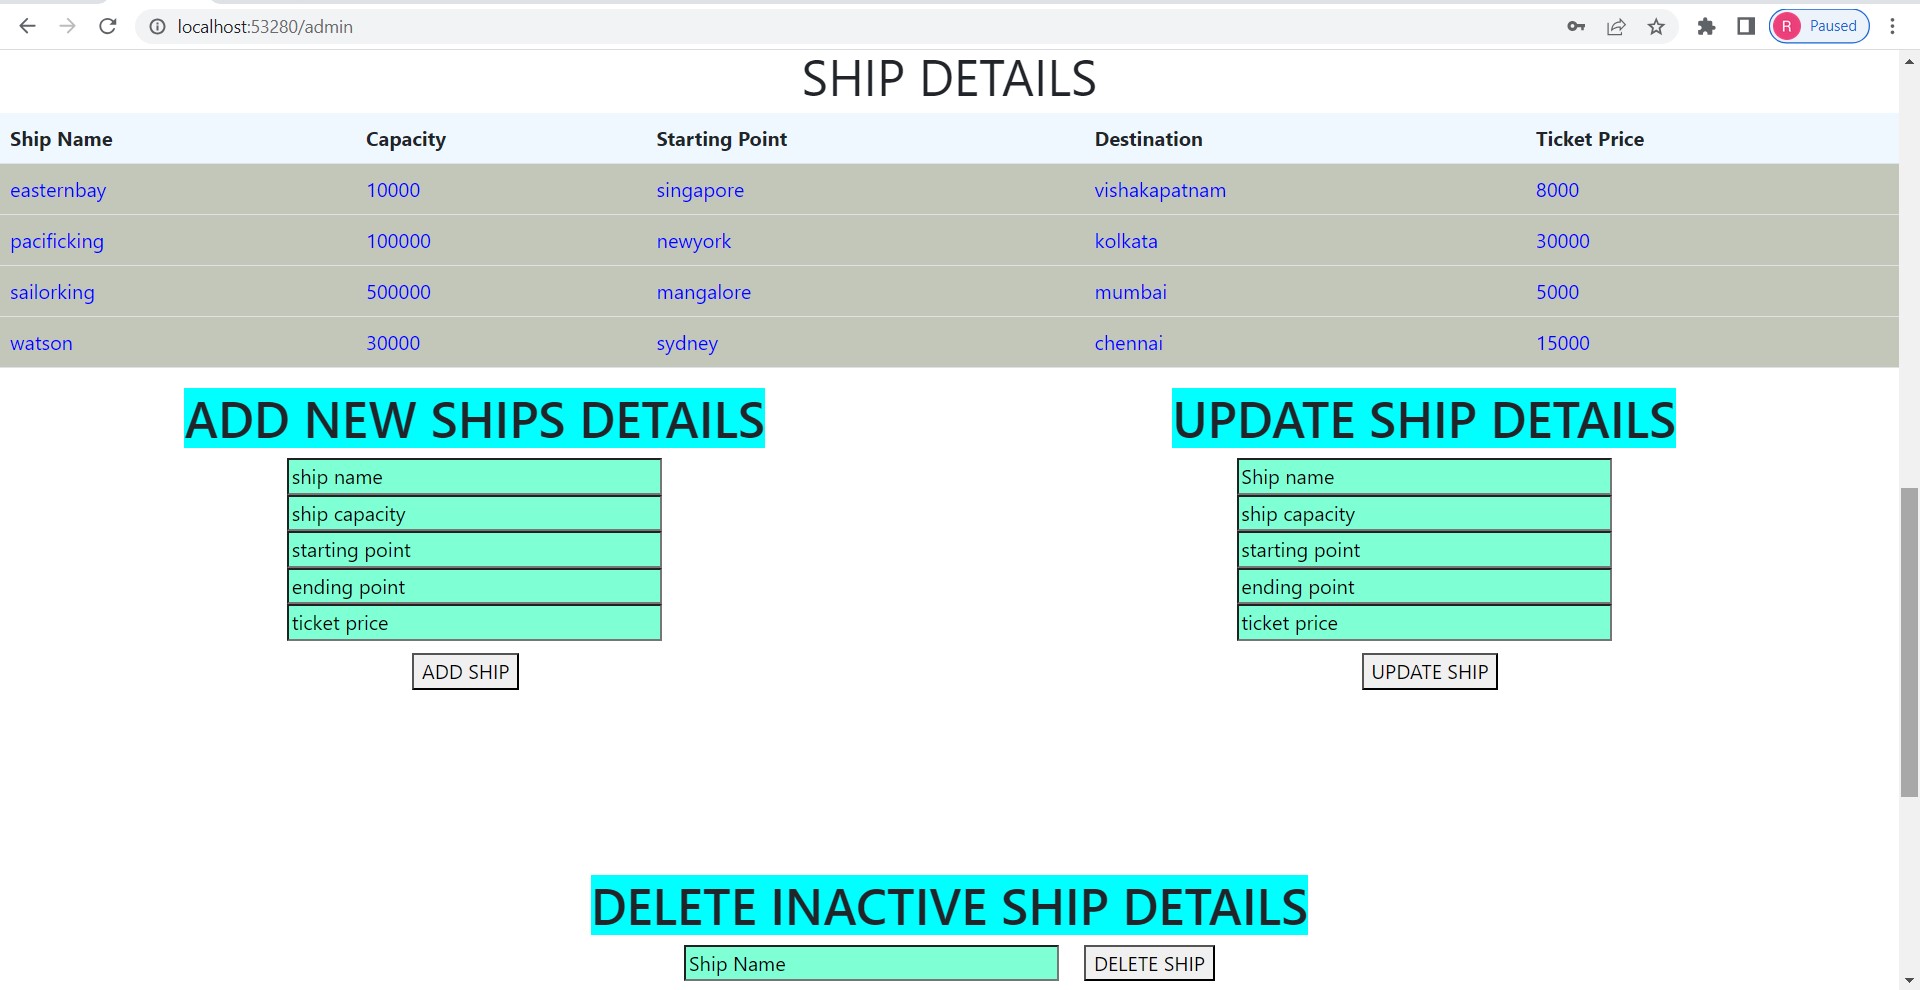 localhost:53280/admin
R Paused
SHIP DETAILS
Ship Name Capacity Starting Point Destination Ticket Price
easternbay 10000 singapore vishakapatnam 8000
pacificking 100000 newyork kolkata 30000
sailorking 500000 mangalore mumbai 5000
watson 30000 sydney chennai 15000
ADD NEW SHIPS DETAILS
ship name
ship capacity
starting point
ending point
ticket price
ADD SHIP
UPDATE SHIP DETAILS
Ship name
ship capacity
starting point
ending point
ticket price
UPDATE SHIP
DELETE INACTIVE SHIP DETAILS
Ship Name DELETE SHIP